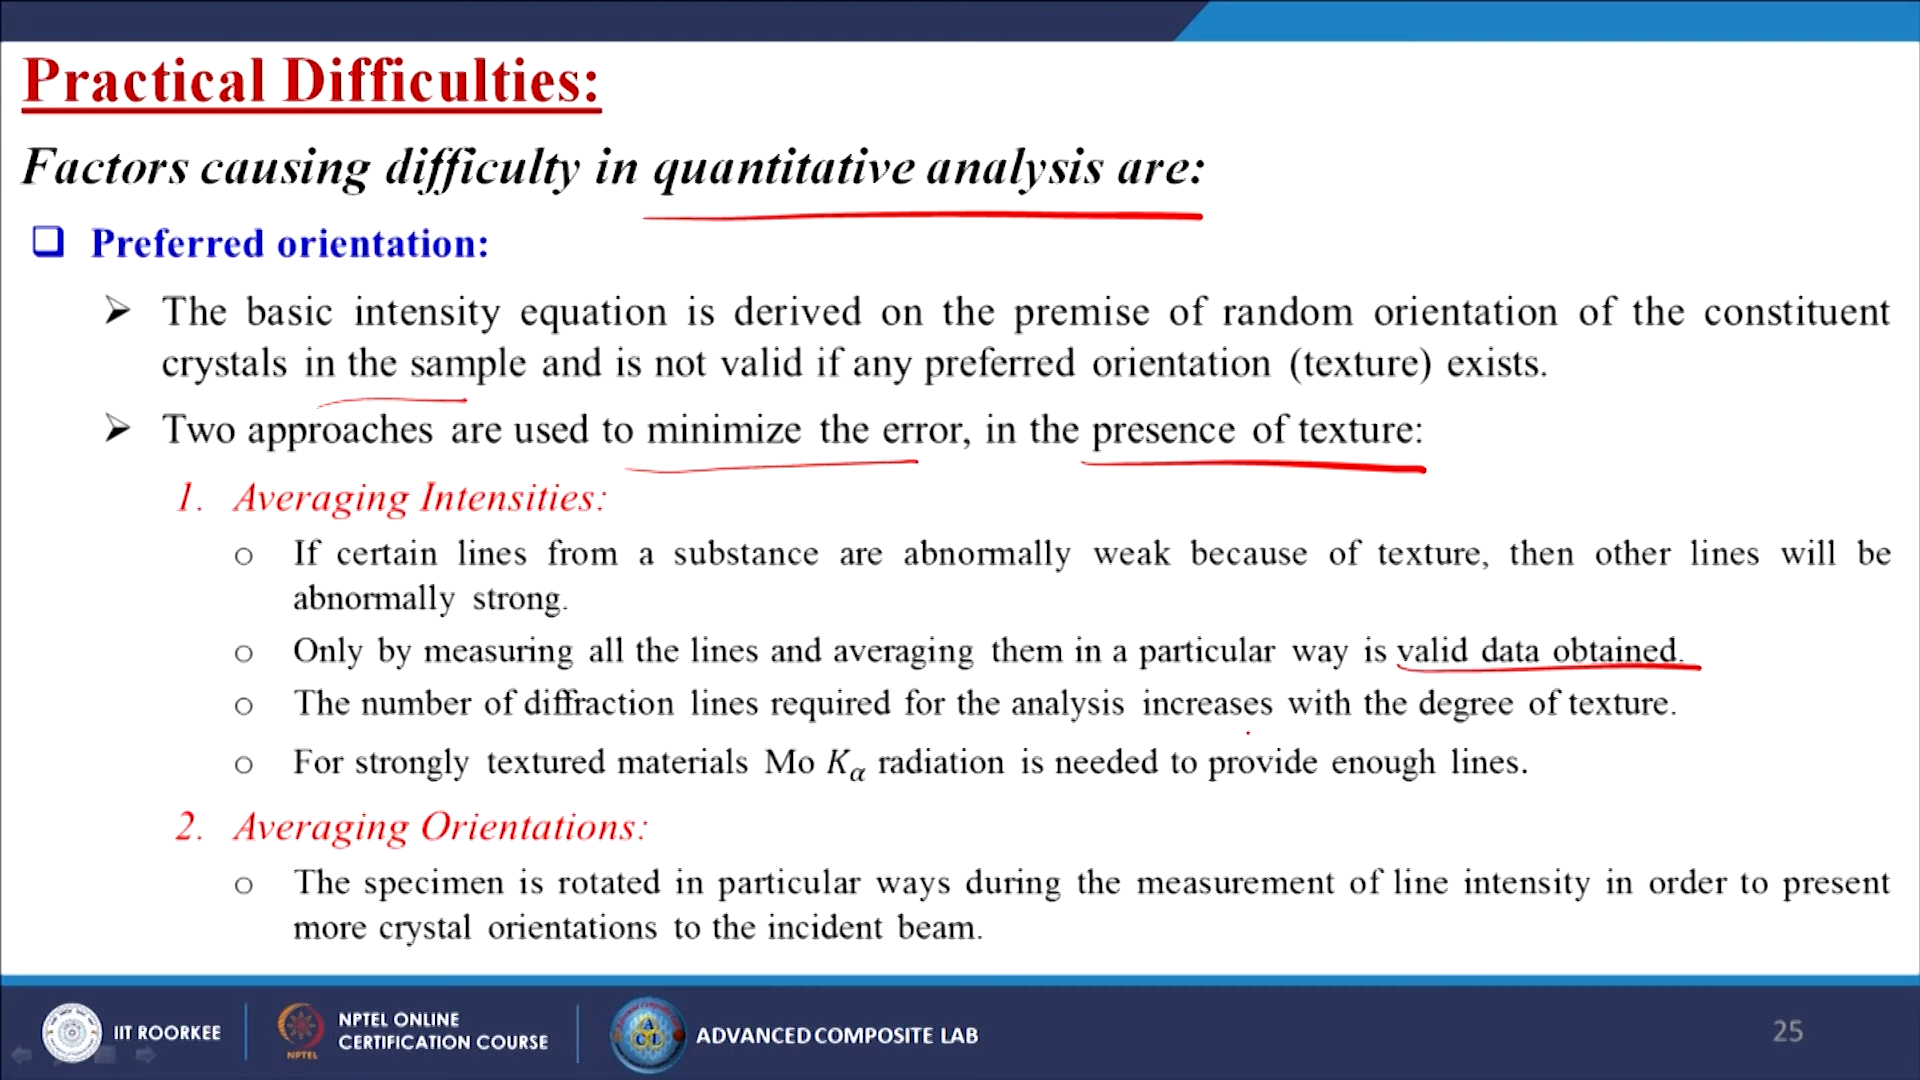 Practical Difficulties:
Factors causing difficulty in quantitative analysis are:
❑ Preferred orientation:
➢ The basic intensity equation is derived on the premise of random orientation of the constituent
crystals in the sample and is not valid if any preferred orientation (texture) exists.
➢ Two approaches are used to minimize the error, in the presence of texture:
1. Averaging Intensities:
o If certain lines from a substance are abnormally weak because of texture, then other lines will be
abnormally strong.
o Only by measuring all the lines and averaging them in a particular way is valid data obtained.
o The number of diffraction lines required for the analysis increases with the degree of texture.
o For strongly textured materials Mo Kα radiation is needed to provide enough lines.
2. Averaging Orientations:
o The specimen is rotated in particular ways during the measurement of line intensity in order to present
more crystal orientations to the incident beam.
IIT ROORKEE
NPTEL
NPTEL ONLINE
CERTIFICATION COURSE
ADVANCED COMPOSITE LAB
25